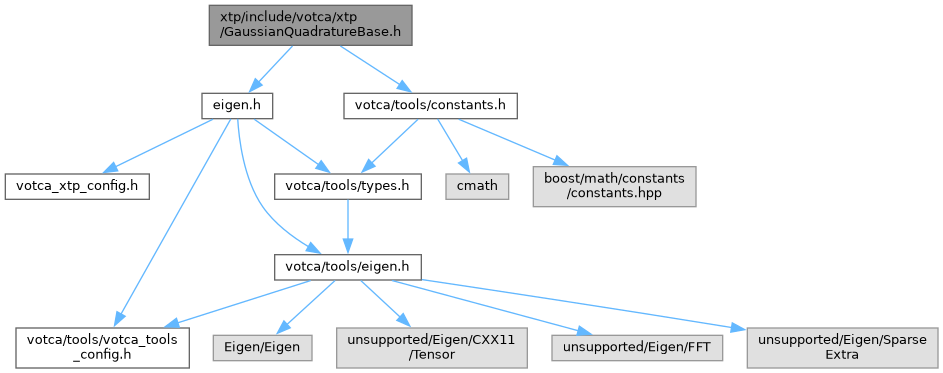 xtp/include/votca/xtp
/GaussianQuadratureBase.h
eigen.h
votca/tools/constants.h
votca_xtp_config.h
votca/tools/types.h
cmath
boost/math/constants
/constants.hpp
votca/tools/eigen.h
votca/tools/votca_tools
_config.h
Eigen/Eigen
unsupported/Eigen/CXX11
/Tensor
unsupported/Eigen/FFT
unsupported/Eigen/Sparse
Extra